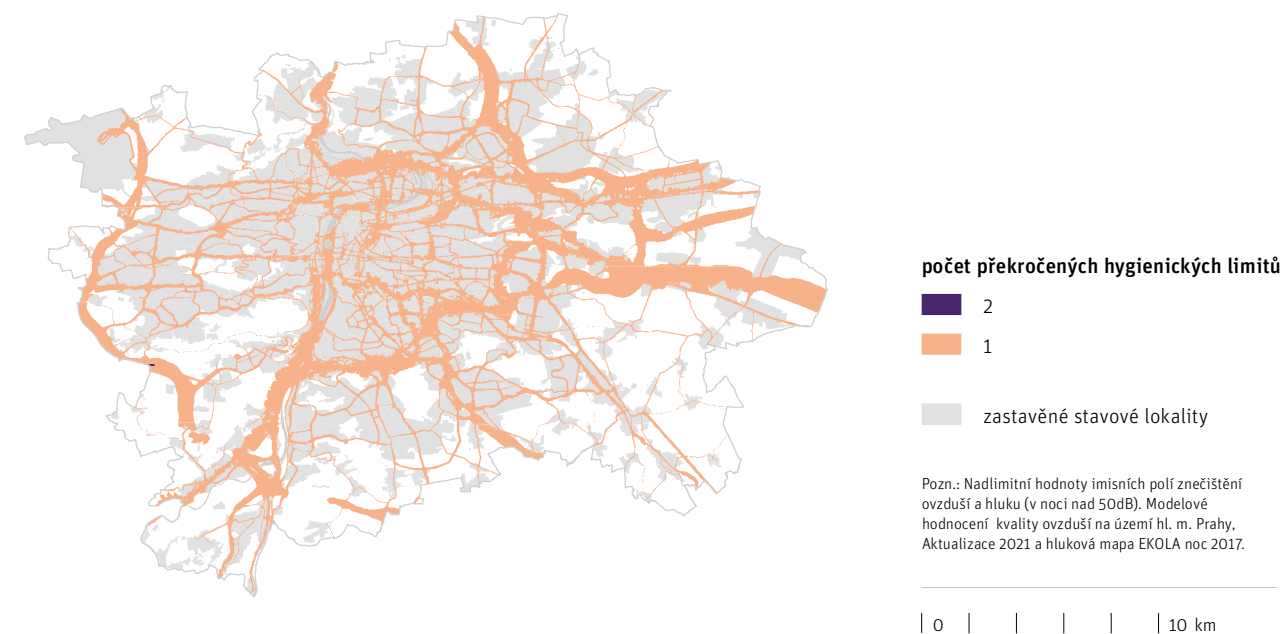 počet překročených hygienických limitů
2
1
zastavěné stavové lokality
Pozn.: Nadlimitní hodnoty imisních polí znečištění
ovzduší a hluku (v noci nad 50dB). Modelové
hodnocení kvality ovzduší na území hl. m. Prahy,
Aktualizace 2021 a hluková mapa EKOLA noc 2017.
0 10 km